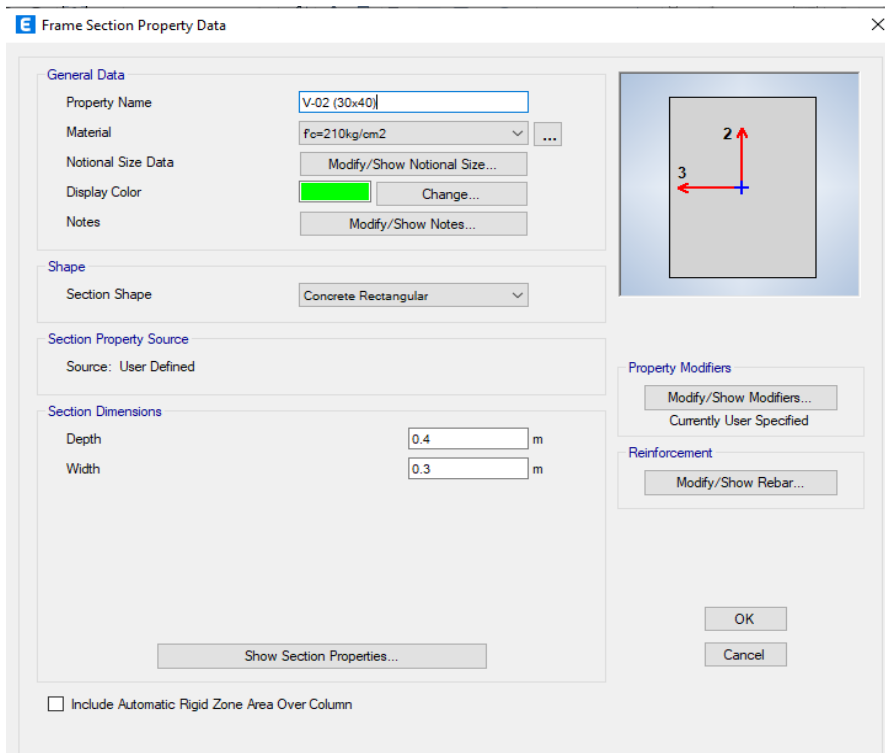 E Frame Section Property Data
General Data
Property Name V-02 (30x40)
Material f'c=210kg/cm2 ...
Notional Size Data Modify/Show Notional Size...
Display Color Change...
Notes Modify/Show Notes...
2
3
Shape
Section Shape Concrete Rectangular
Section Property Source
Source: User Defined
Property Modifiers
Modify/Show Modifiers...
Currently User Specified
Section Dimensions
Depth 0.4 m
Width 0.3 m
Reinforcement
Modify/Show Rebar...
Show Section Properties...
OK
Cancel
Include Automatic Rigid Zone Area Over Column